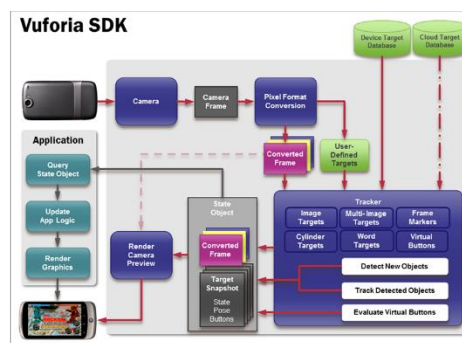 Vuforia SDK
Device Target
Database
Cloud Target
Database
Camera
Camera
Frame
Pixel Format
Conversion
Application
Query
State Object
Update
App Logic
Render
Graphics
Converted
Frame
User-
Defined
Targets
State
Object
Converted
Frame
Target
Snapshot
State
Pose
Buttons
Render
Camera
Preview
Tracker
Image
Targets
Multi-Image
Targets
Frame
Markers
Cylinder
Targets
Word
Targets
Virtual
Buttons
Detect New Objects
Track Detected Objects
Evaluate Virtual Buttons